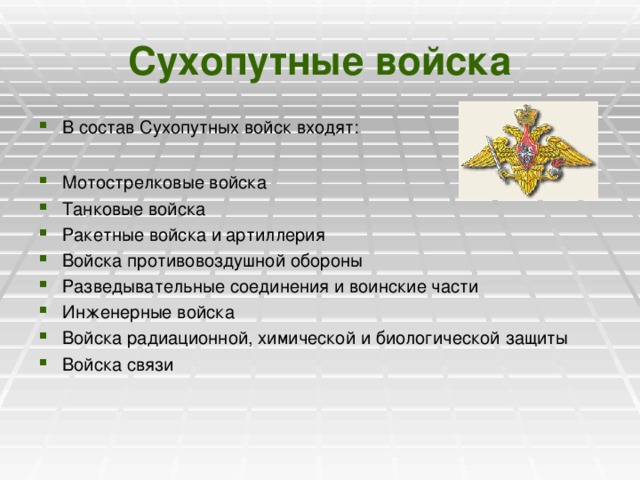 Сухопутные войска
В состав Сухопутных войск входят:
Мотострелковые войска
Танковые войска
Ракетные войска и артиллерия
Войска противовоздушной обороны
Разведывательные соединения и воинские части
Инженерные войска
Войска радиационной, химической и биологической защиты
Войска связи